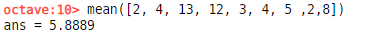 octave:10> mean([2, 4, 13, 12, 3, 4, 5 ,2,8])
ans = 5.8889